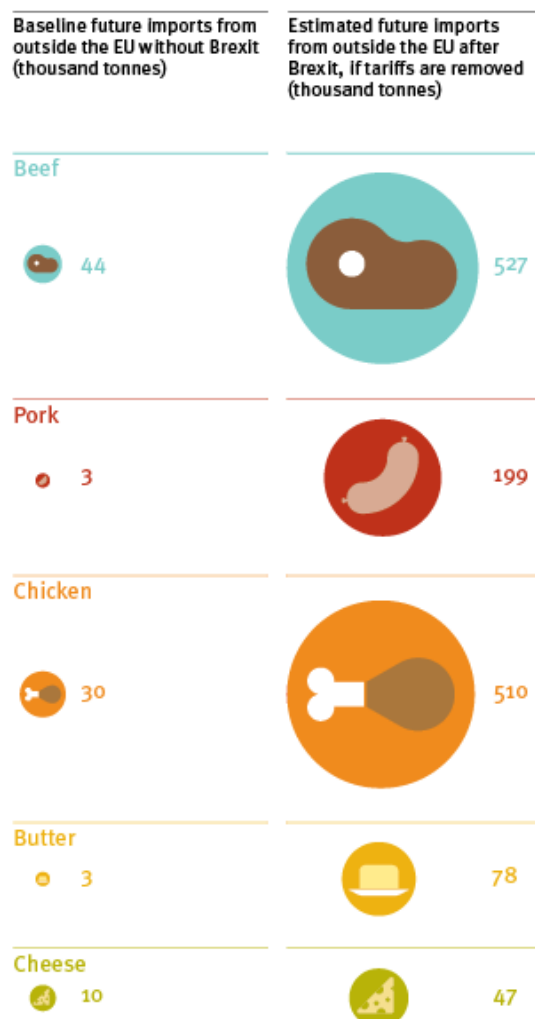 Baseline future imports from
outside the EU without Brexit
(thousand tonnes)
Estimated future imports
from outside the EU after
Brexit, if tariffs are removed
(thousand tonnes)
Beef
44
527
Pork
3
199
Chicken
30
510
Butter
3
78
Cheese
10
47